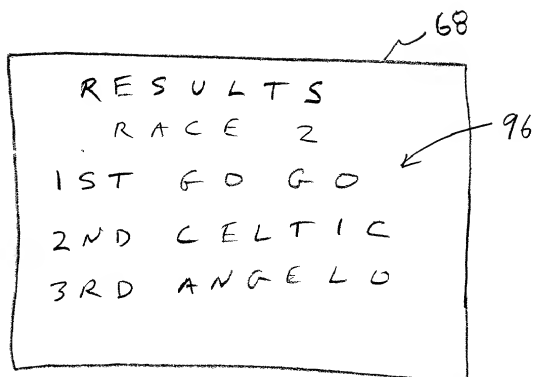 68
RESULTS
RACE 2
96
1ST GO GO
2ND CELTIC
3RD ANGELO